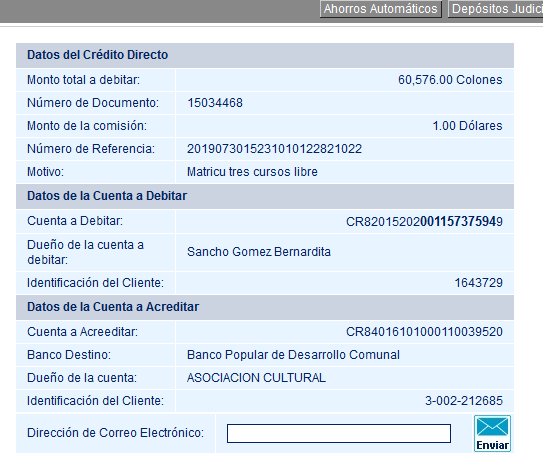 Ahorros Automáticos Depósitos Judici
Datos del Crédito Directo
Monto total a debitar: 60,576.00 Colones
Número de Documento: 15034468
Monto de la comisión: 1.00 Dólares
Número de Referencia: 2019073015231010122821022
Motivo: Matricu tres cursos libre
Datos de la Cuenta a Debitar
Cuenta a Debitar: CR82015202001157375949
Dueño de la cuenta a
debitar: Sancho Gomez Bernardita
Identificación del Cliente: 1643729
Datos de la Cuenta a Acreditar
Cuenta a Acreeditar: CR84016101000110039520
Banco Destino: Banco Popular de Desarrollo Comunal
Dueño de la cuenta: ASOCIACION CULTURAL
Identificación del Cliente: 3-002-212685
Dirección de Correo Electrónico: Enviar